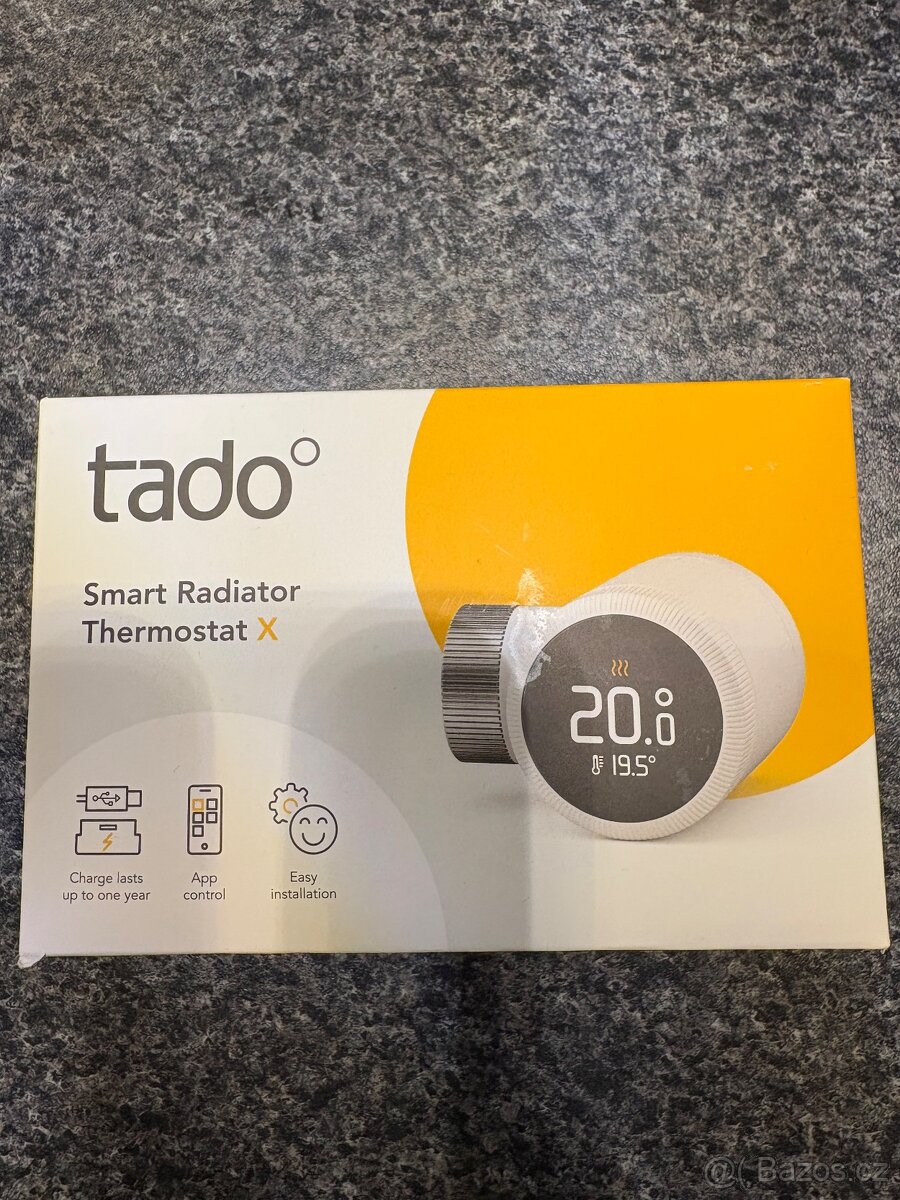 tado°
Smart Radiator
Thermostat X
20.0°
19.5°
Charge lasts
up to one year
App
control
Easy
installation
@( Bazos.cz